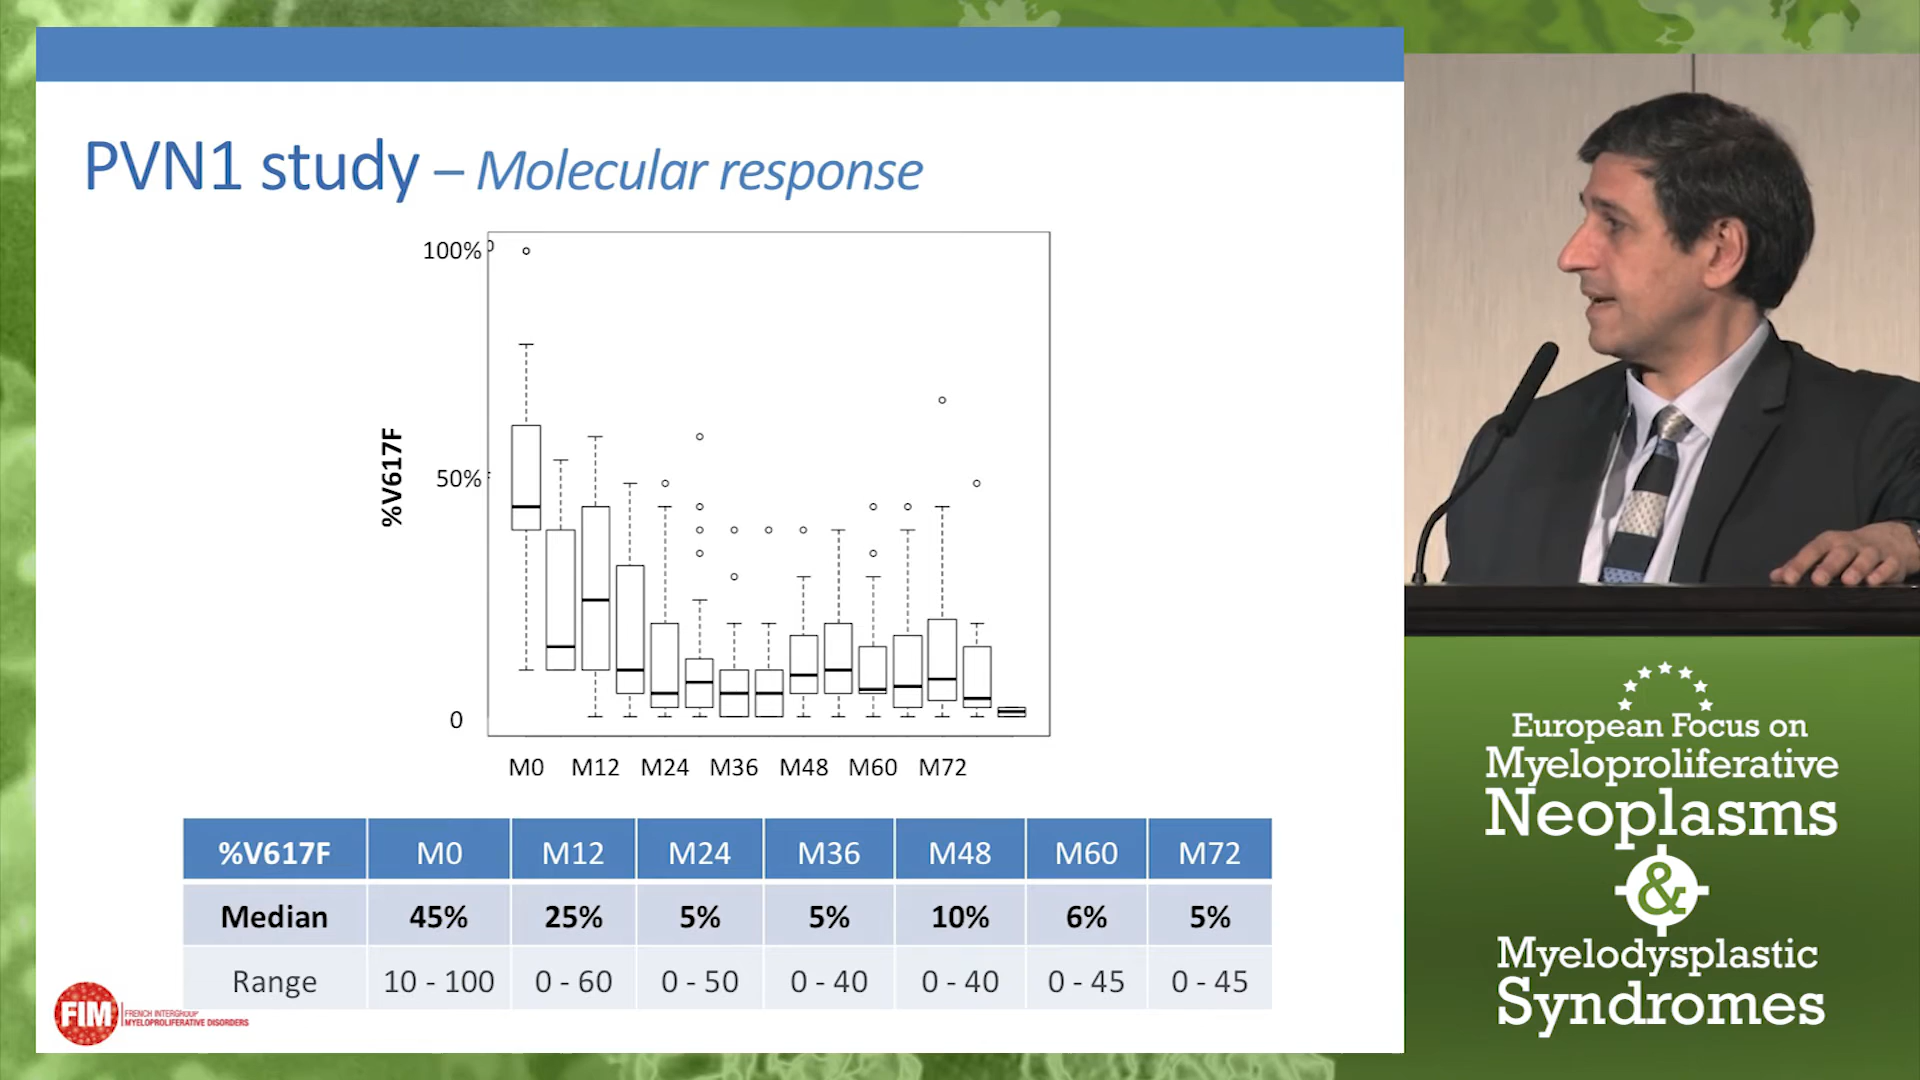 PVN1 study – Molecular response
100%
50%
0
%V617F
M0 M12 M24 M36 M48 M60 M72
%V617F M0 M12 M24 M36 M48 M60 M72
Median 45% 25% 5% 5% 10% 6% 5%
Range 10 - 100 0 - 60 0 - 50 0 - 40 0 - 40 0 - 45 0 - 45
FIM
FRENCH INTERGROUP
MYELOPROLIFERATIVE DISORDERS
European Focus on
Myeloproliferative
Neoplasms
&
Myelodysplastic
Syndromes